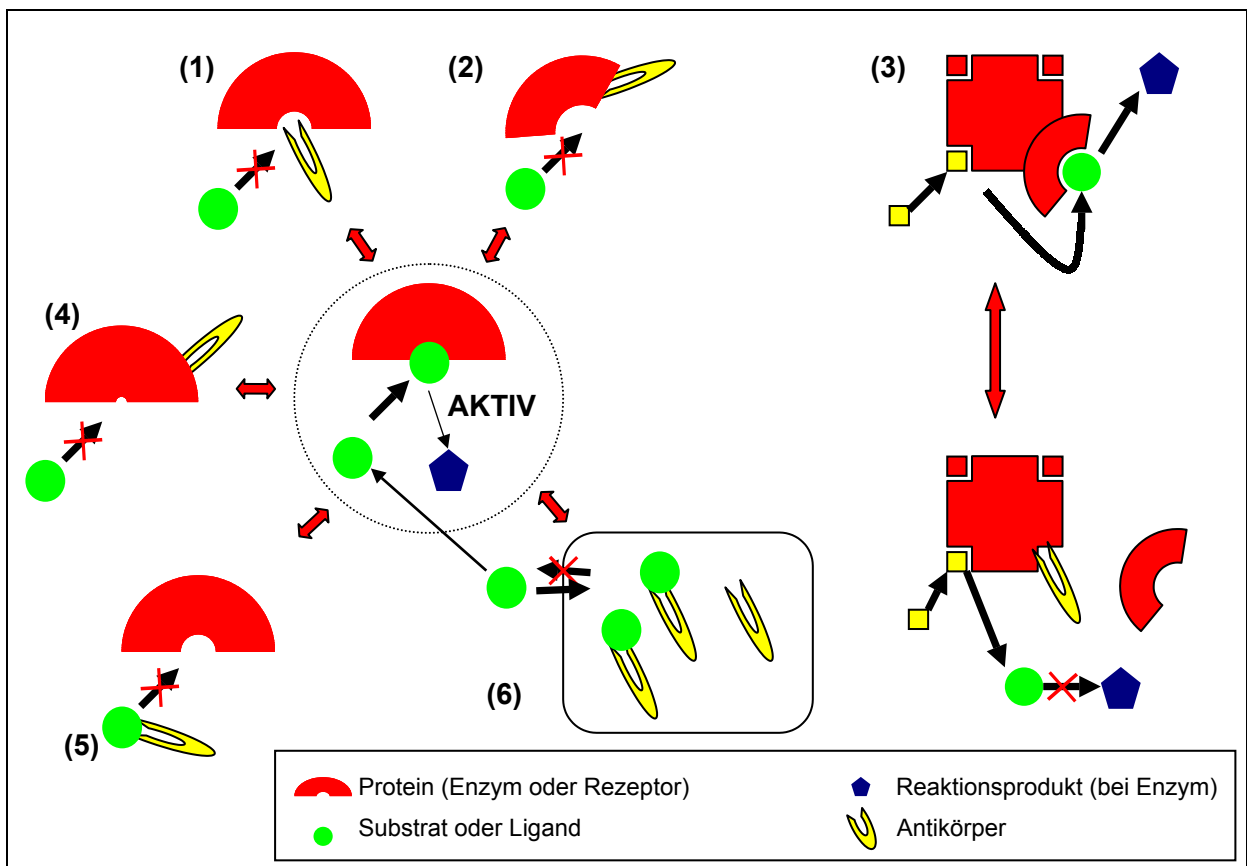 (1)
(2)
(3)
(4)
AKTIV
(6)
(5)
Protein (Enzym oder Rezeptor)
Substrat oder Ligand
Reaktionsprodukt (bei Enzym)
Antikörper